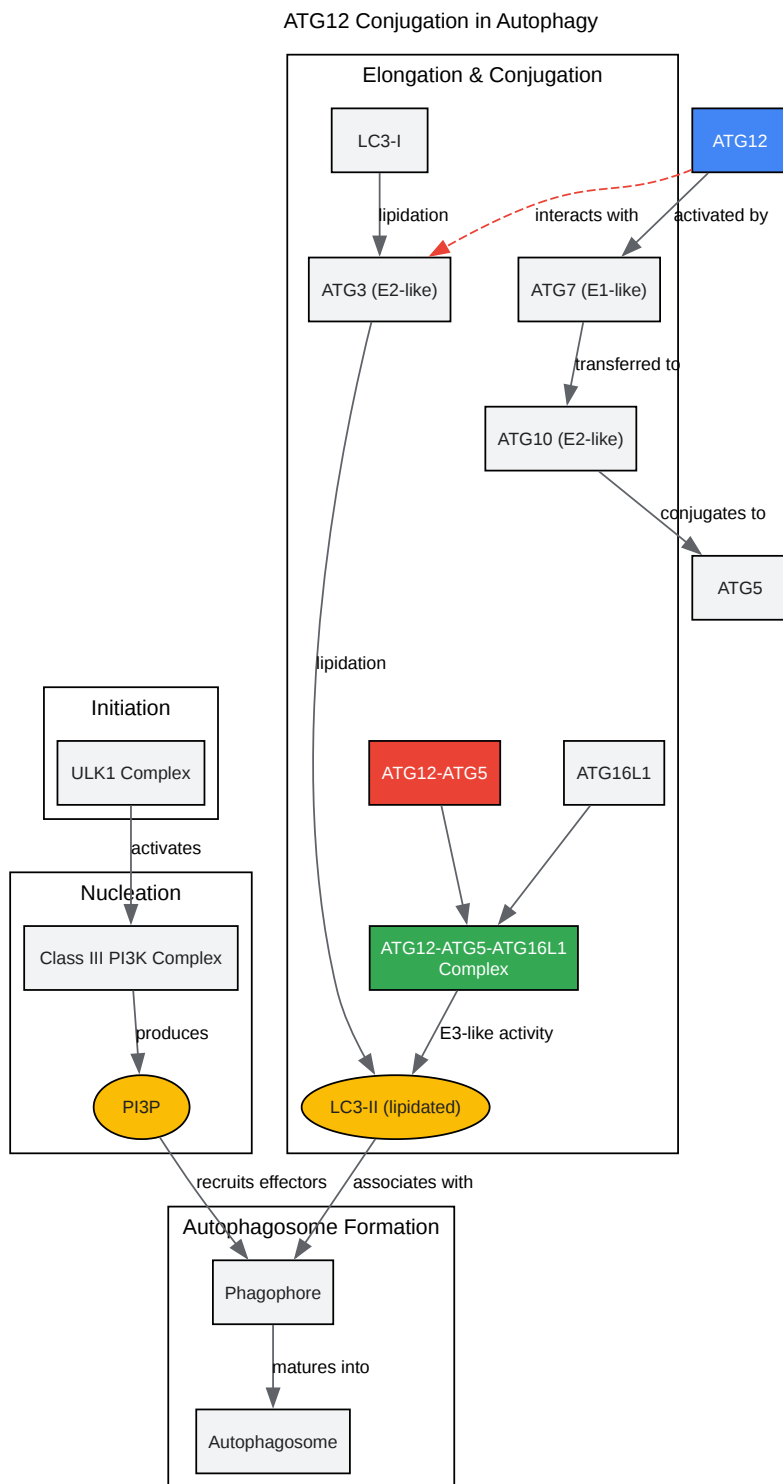 ATG12 Conjugation in Autophagy
Elongation & Conjugation
LC3-I
ATG12
lipidation
interacts with
activated by
ATG3 (E2-like)
ATG7 (E1-like)
transferred to
ATG10 (E2-like)
conjugates to
ATG5
lipidation
Initiation
ULK1 Complex
ATG12-ATG5
ATG16L1
activates
Nucleation
Class III PI3K Complex
ATG12-ATG5-ATG16L1
Complex
produces
E3-like activity
PI3P
LC3-II (lipidated)
recruits effectors
associates with
Autophagosome Formation
Phagophore
matures into
Autophagosome